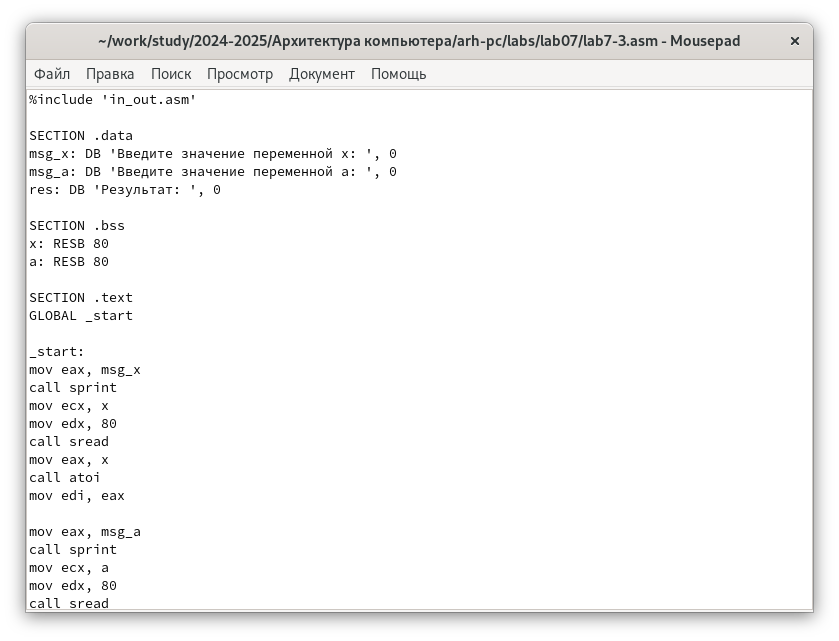 ~/work/study/2024-2025/Архитектура компьютера/arh-pc/labs/lab07/lab7-3.asm - Mousepad
Файл Правка Поиск Просмотр Документ Помощь
%include 'in_out.asm'
SECTION .data
msg_x: DB 'Введите значение переменной x: ', 0
msg_a: DB 'Введите значение переменной a: ', 0
res: DB 'Результат: ', 0
SECTION .bss
x: RESB 80
a: RESB 80
SECTION .text
GLOBAL _start
_start:
mov eax, msg_x
call sprint
mov ecx, x
mov edx, 80
call sread
mov eax, x
call atoi
mov edi, eax
mov eax, msg_a
call sprint
mov ecx, a
mov edx, 80
call sread